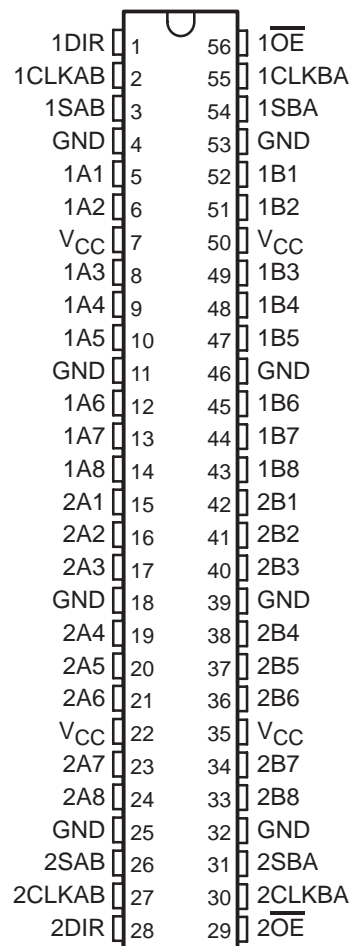 1DIR 1 56 1O̅E̅
1CLKAB 2 55 1CLKBA
1SAB 3 54 1SBA
GND 4 53 GND
1A1 5 52 1B1
1A2 6 51 1B2
VCC 7 50 VCC
1A3 8 49 1B3
1A4 9 48 1B4
1A5 10 47 1B5
GND 11 46 GND
1A6 12 45 1B6
1A7 13 44 1B7
1A8 14 43 1B8
2A1 15 42 2B1
2A2 16 41 2B2
2A3 17 40 2B3
GND 18 39 GND
2A4 19 38 2B4
2A5 20 37 2B5
2A6 21 36 2B6
VCC 22 35 VCC
2A7 23 34 2B7
2A8 24 33 2B8
GND 25 32 GND
2SAB 26 31 2SBA
2CLKAB 27 30 2CLKBA
2DIR 28 29 2O̅E̅